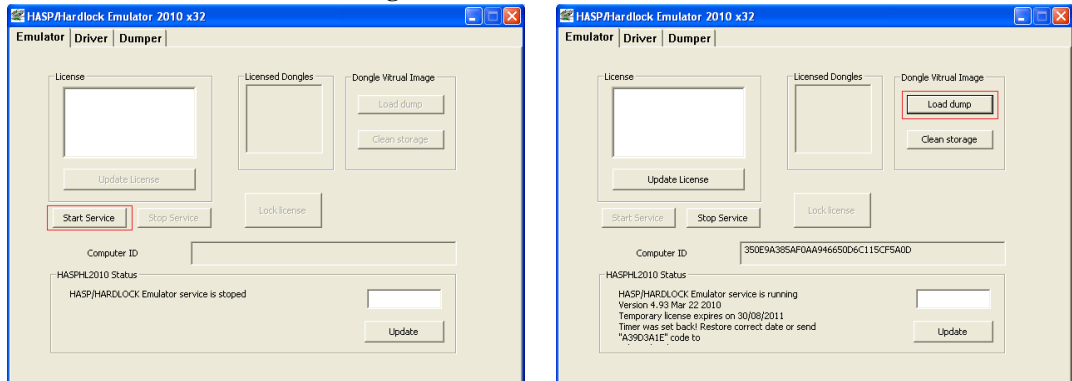 HASP/Hardlock Emulator 2010 x32
Emulator Driver Dumper
License
Licensed Dongles
Dongle Vitrual Image
Load dump
Clean storage
Update License
Start Service
Stop Service
Lock license
Computer ID
HASPHL2010 Status
HASP/HARDLOCK Emulator service is stoped
Update
HASP/Hardlock Emulator 2010 x32
Emulator Driver Dumper
License
Licensed Dongles
Dongle Vitrual Image
Load dump
Clean storage
Update License
Start Service
Stop Service
Lock license
Computer ID
350E9A385AF0AA946650D6C115CF5A0D
HASPHL2010 Status
HASP/HARDLOCK Emulator service is running
Version 4.93 Mar 22 2010
Temporary license expires on 30/08/2011
Timer was set back! Restore correct date or send
"A39D3A1E" code to
Update